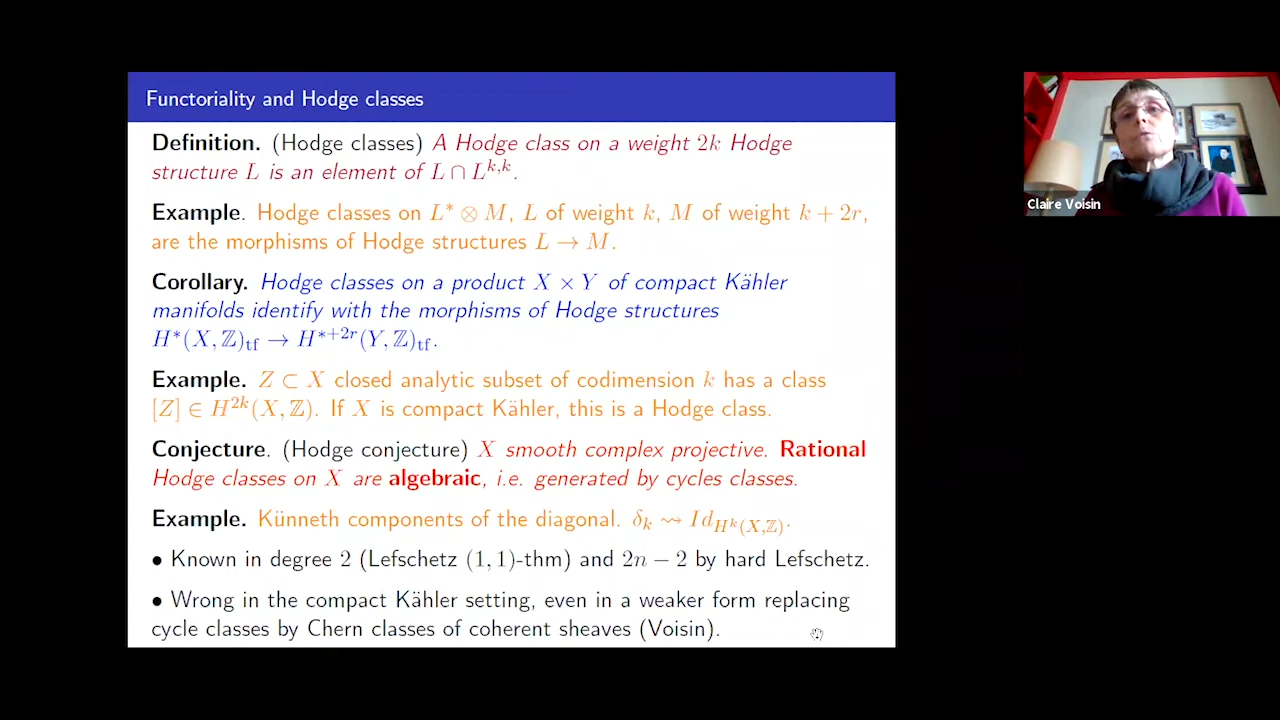 Functoriality and Hodge classes
Definition. (Hodge classes) A Hodge class on a weight 2k Hodge
structure L is an element of L ∩ L^{k,k}.
Example. Hodge classes on L* ⊗ M, L of weight k, M of weight k + 2r,
are the morphisms of Hodge structures L → M.
Corollary. Hodge classes on a product X × Y of compact Kähler
manifolds identify with the morphisms of Hodge structures
H*(X, ℤ)_{tf} → H^{*+2r}(Y, ℤ)_{tf}.
Example. Z ⊂ X closed analytic subset of codimension k has a class
[Z] ∈ H^{2k}(X, ℤ). If X is compact Kähler, this is a Hodge class.
Conjecture. (Hodge conjecture) X smooth complex projective. Rational
Hodge classes on X are algebraic, i.e. generated by cycles classes.
Example. Künneth components of the diagonal. δ_k ⇝ Id_{H^k(X,ℤ)}.
• Known in degree 2 (Lefschetz (1, 1)-thm) and 2n − 2 by hard Lefschetz.
• Wrong in the compact Kähler setting, even in a weaker form replacing
cycle classes by Chern classes of coherent sheaves (Voisin).
Claire Voisin